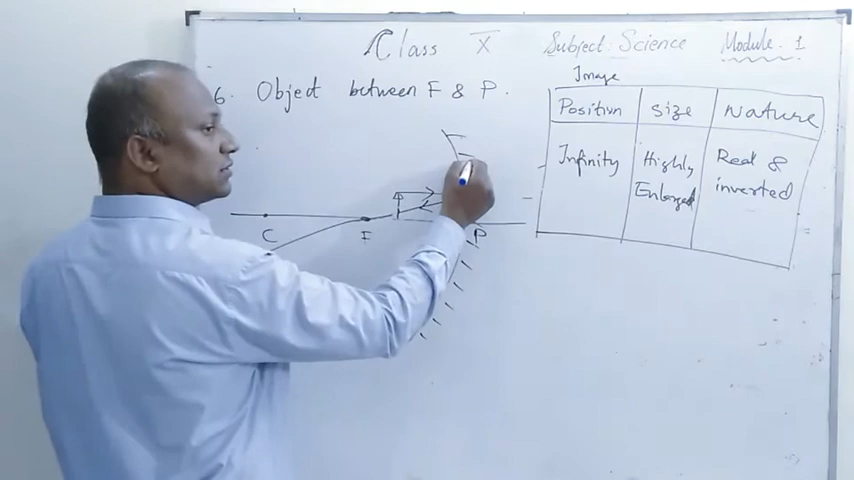 Class X Subject: Science Module. 1
6. Object between F & P.
Image
Position Size Nature
Infinity Highly Enlarged Real & inverted
C F P